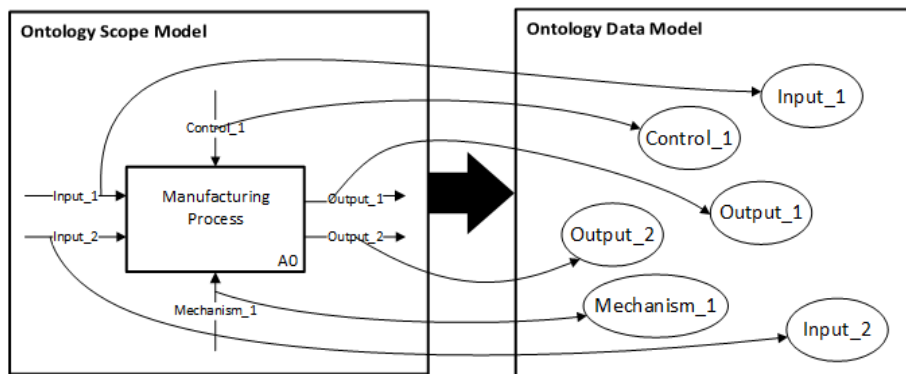 Ontology Scope Model
Control_1
Input_1
Manufacturing
Process
Output_1
Input_2
Output_2
A0
Mechanism_1
Ontology Data Model
Input_1
Control_1
Output_1
Output_2
Mechanism_1
Input_2